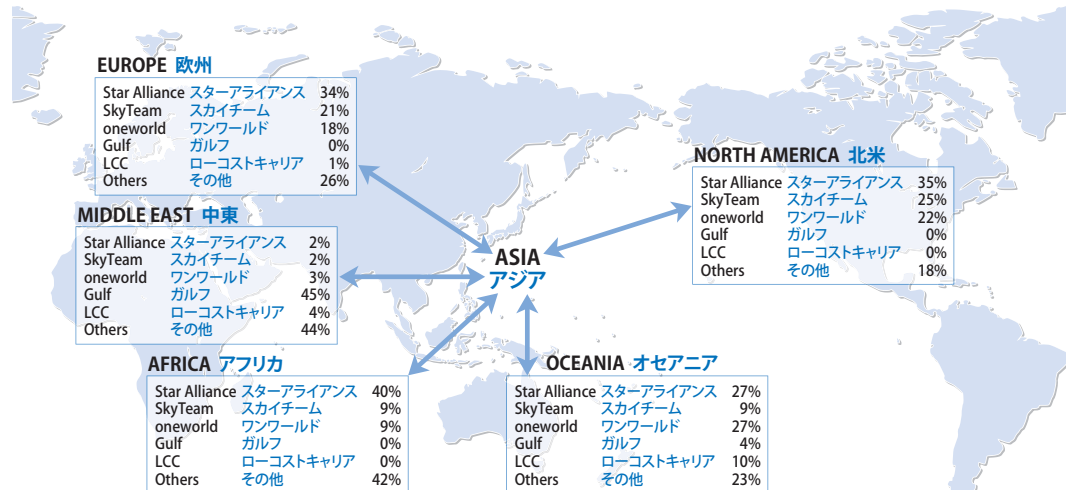 EUROPE 欧州
Star Alliance スターアライアンス 34%
SkyTeam スカイチーム 21%
oneworld ワンワールド 18%
Gulf ガルフ 0%
LCC ローコストキャリア 1%
Others その他 26%
MIDDLE EAST 中東
Star Alliance スターアライアンス 2%
SkyTeam スカイチーム 2%
oneworld ワンワールド 3%
Gulf ガルフ 45%
LCC ローコストキャリア 4%
Others その他 44%
NORTH AMERICA 北米
Star Alliance スターアライアンス 35%
SkyTeam スカイチーム 25%
oneworld ワンワールド 22%
Gulf ガルフ 0%
LCC ローコストキャリア 0%
Others その他 18%
ASIA
アジア
AFRICA アフリカ
Star Alliance スターアライアンス 40%
SkyTeam スカイチーム 9%
oneworld ワンワールド 9%
Gulf ガルフ 0%
LCC ローコストキャリア 0%
Others その他 42%
OCEANIA オセアニア
Star Alliance スターアライアンス 27%
SkyTeam スカイチーム 9%
oneworld ワンワールド 27%
Gulf ガルフ 4%
LCC ローコストキャリア 10%
Others その他 23%